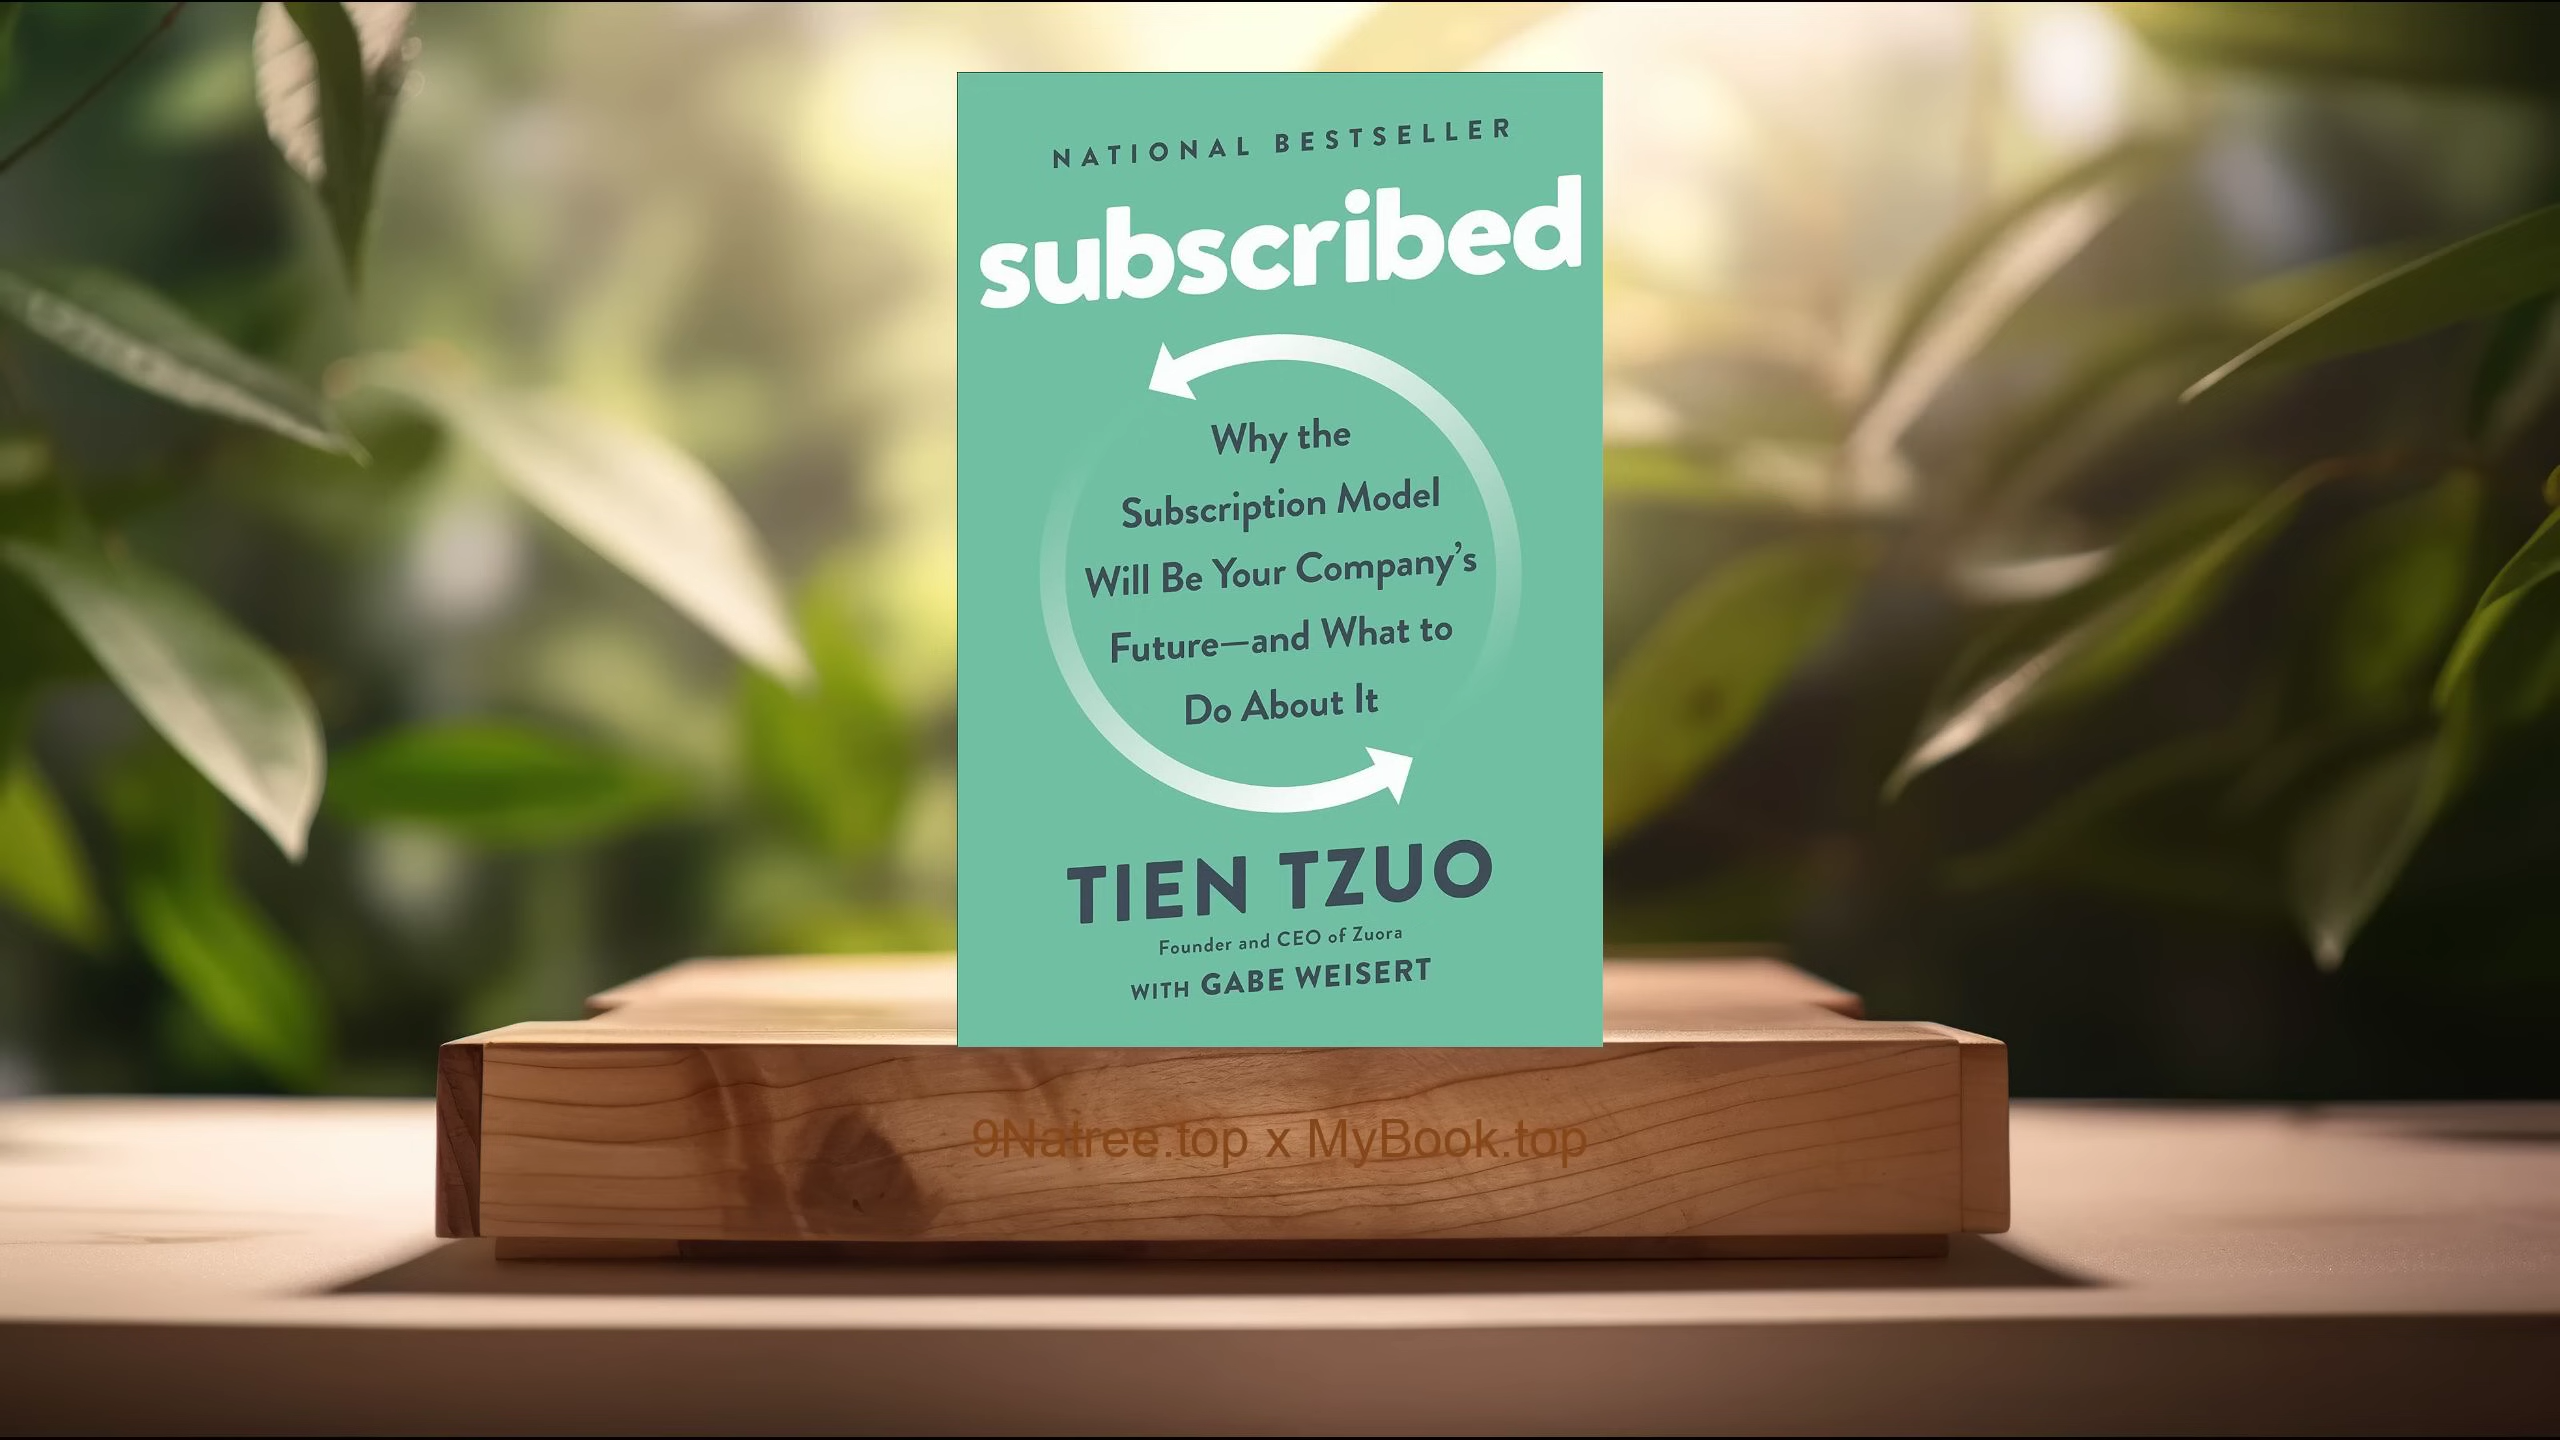 NATIONAL BESTSELLER
subscribed
Why the
Subscription Model
Will Be Your Company’s
Future—and What to
Do About It
TIEN TZUO
Founder and CEO of Zuora
WITH GABE WEISERT
9Natree.top x MyBook.top